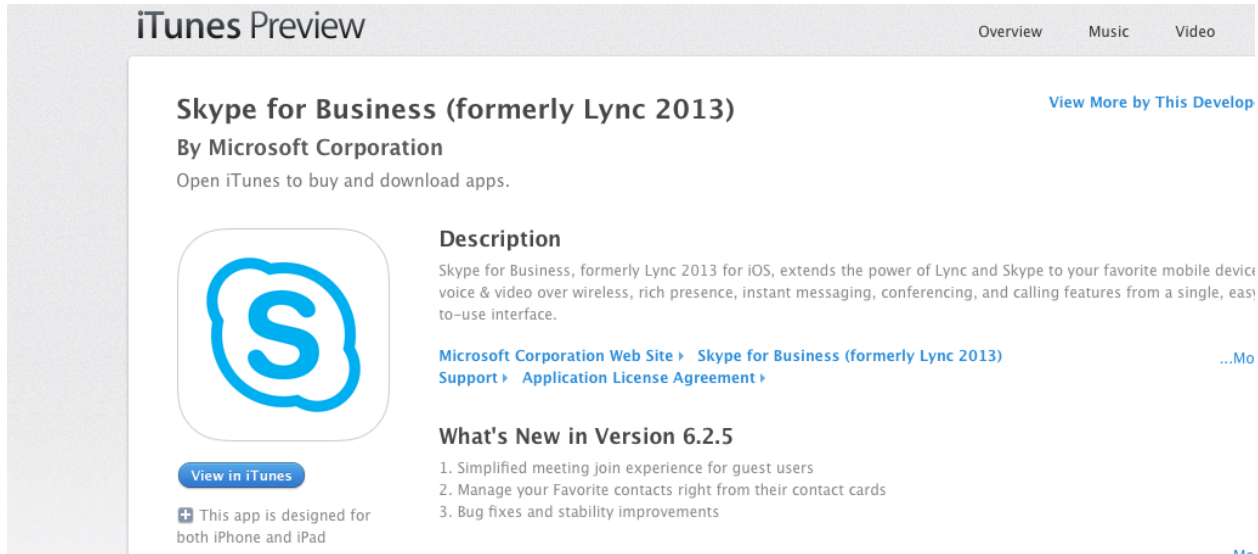 iTunes Preview
Overview Music Video
Skype for Business (formerly Lync 2013)
View More by This Develop
By Microsoft Corporation
Open iTunes to buy and download apps.
Description
Skype for Business, formerly Lync 2013 for iOS, extends the power of Lync and Skype to your favorite mobile device
voice & video over wireless, rich presence, instant messaging, conferencing, and calling features from a single, easy
to-use interface.
Microsoft Corporation Web Site Skype for Business (formerly Lync 2013)
...Mo
Support Application License Agreement
What's New in Version 6.2.5
1. Simplified meeting join experience for guest users
2. Manage your Favorite contacts right from their contact cards
3. Bug fixes and stability improvements
S
View in iTunes
This app is designed for
both iPhone and iPad